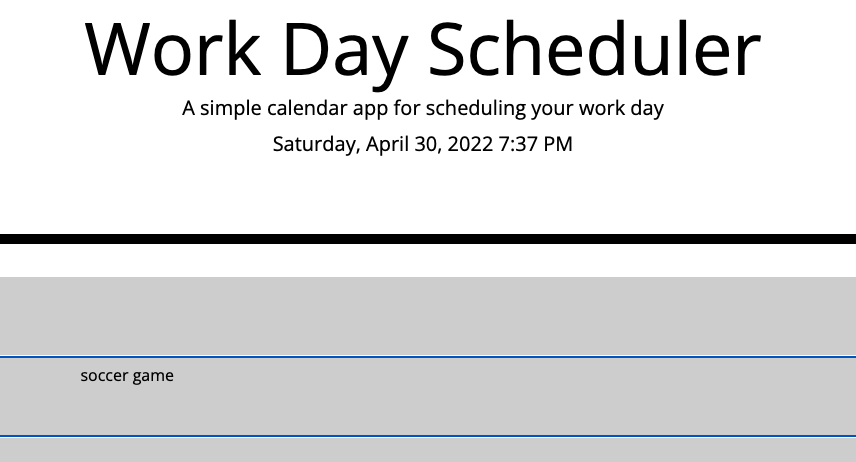 Work Day Scheduler
A simple calendar app for scheduling your work day
Saturday, April 30, 2022 7:37 PM
soccer game